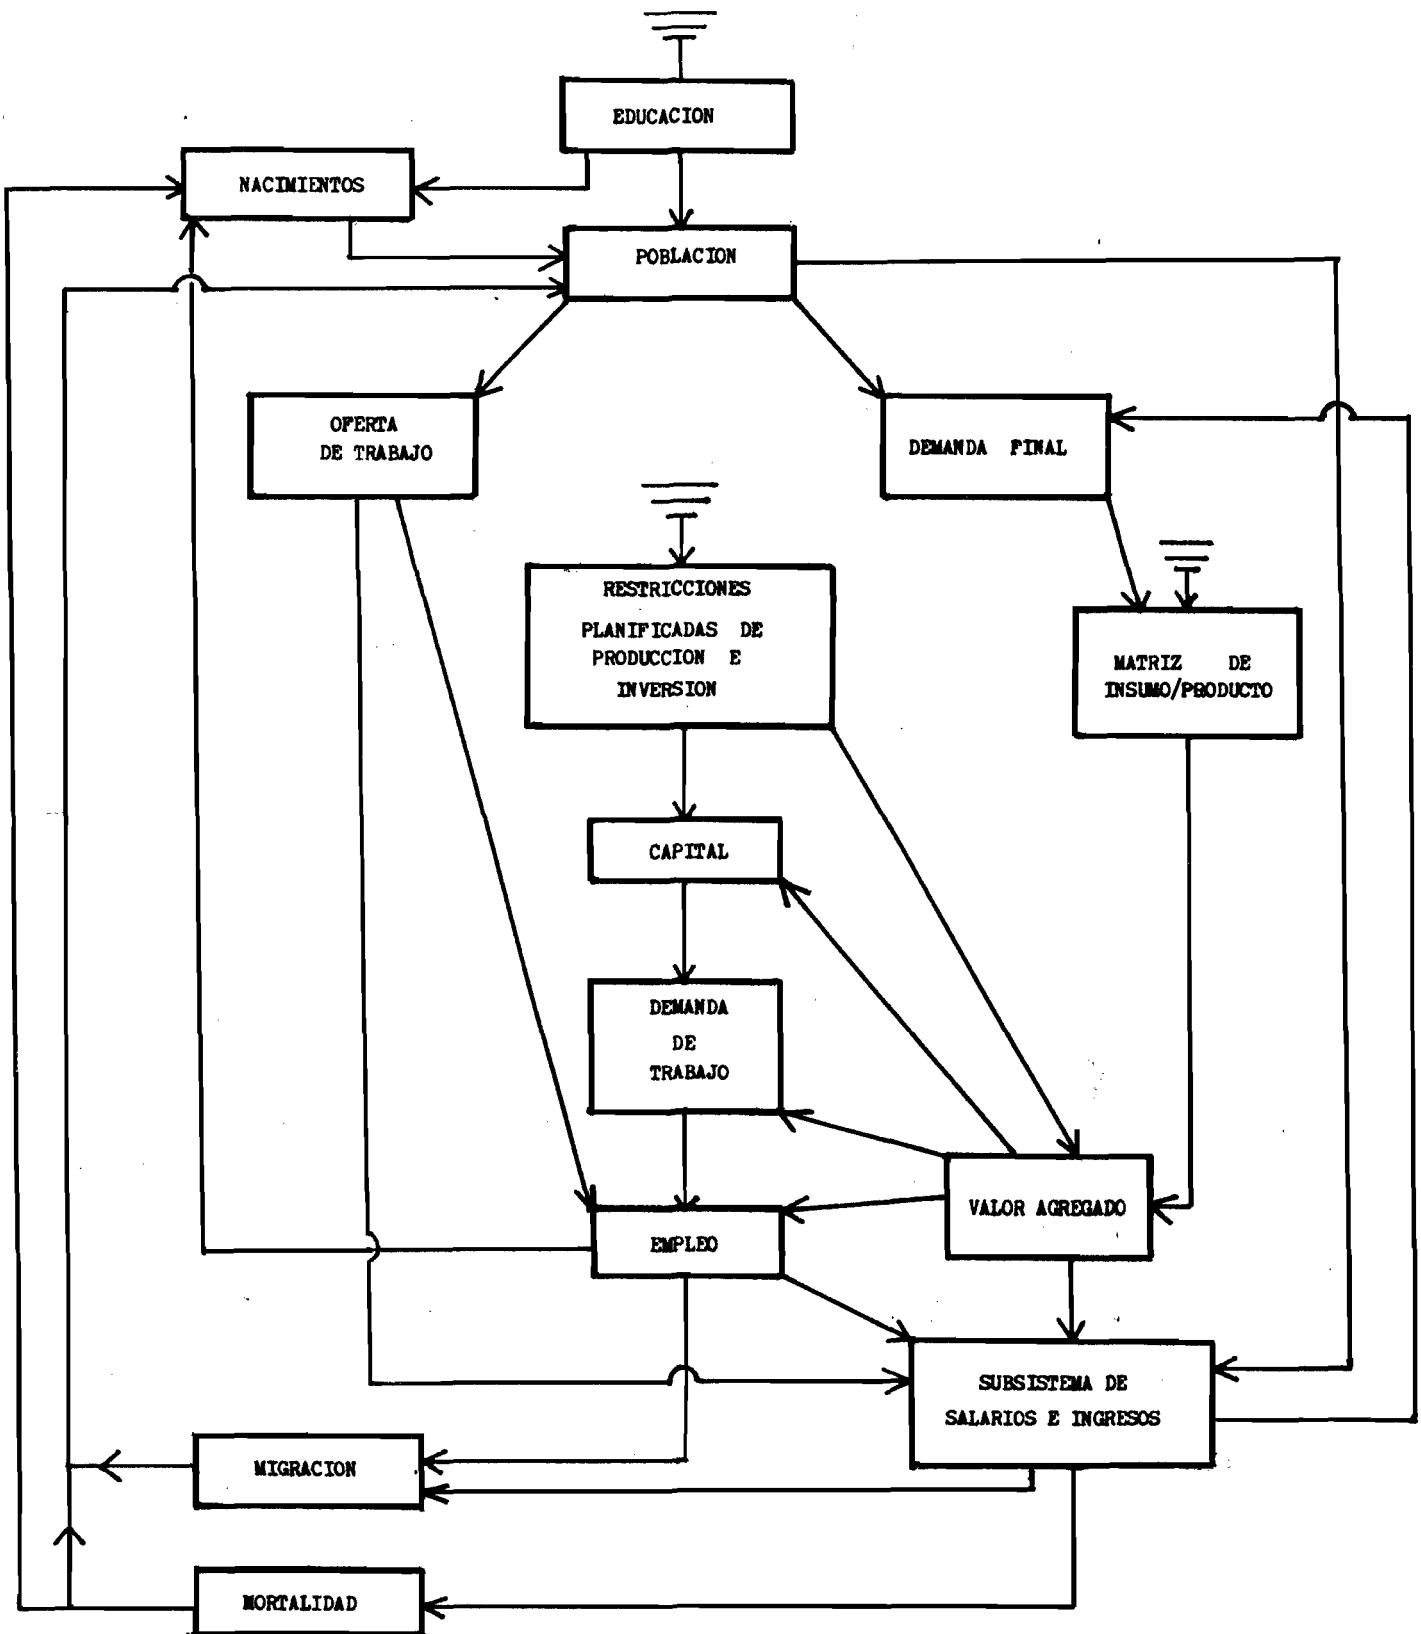 EDUCACION
NACIMIENTOS
POBLACION
OFERTA
DE TRABAJO
DEMANDA FINAL
RESTRICCIONES
PLANIFICADAS DE
PRODUCCION E
INVERSION
MATRIZ DE
INSUMO/PRODUCTO
CAPITAL
DEMANDA
DE
TRABAJO
VALOR AGREGADO
EMPLEO
SUBSISTEMA DE
SALARIOS E INGRESOS
MIGRACION
MORTALIDAD